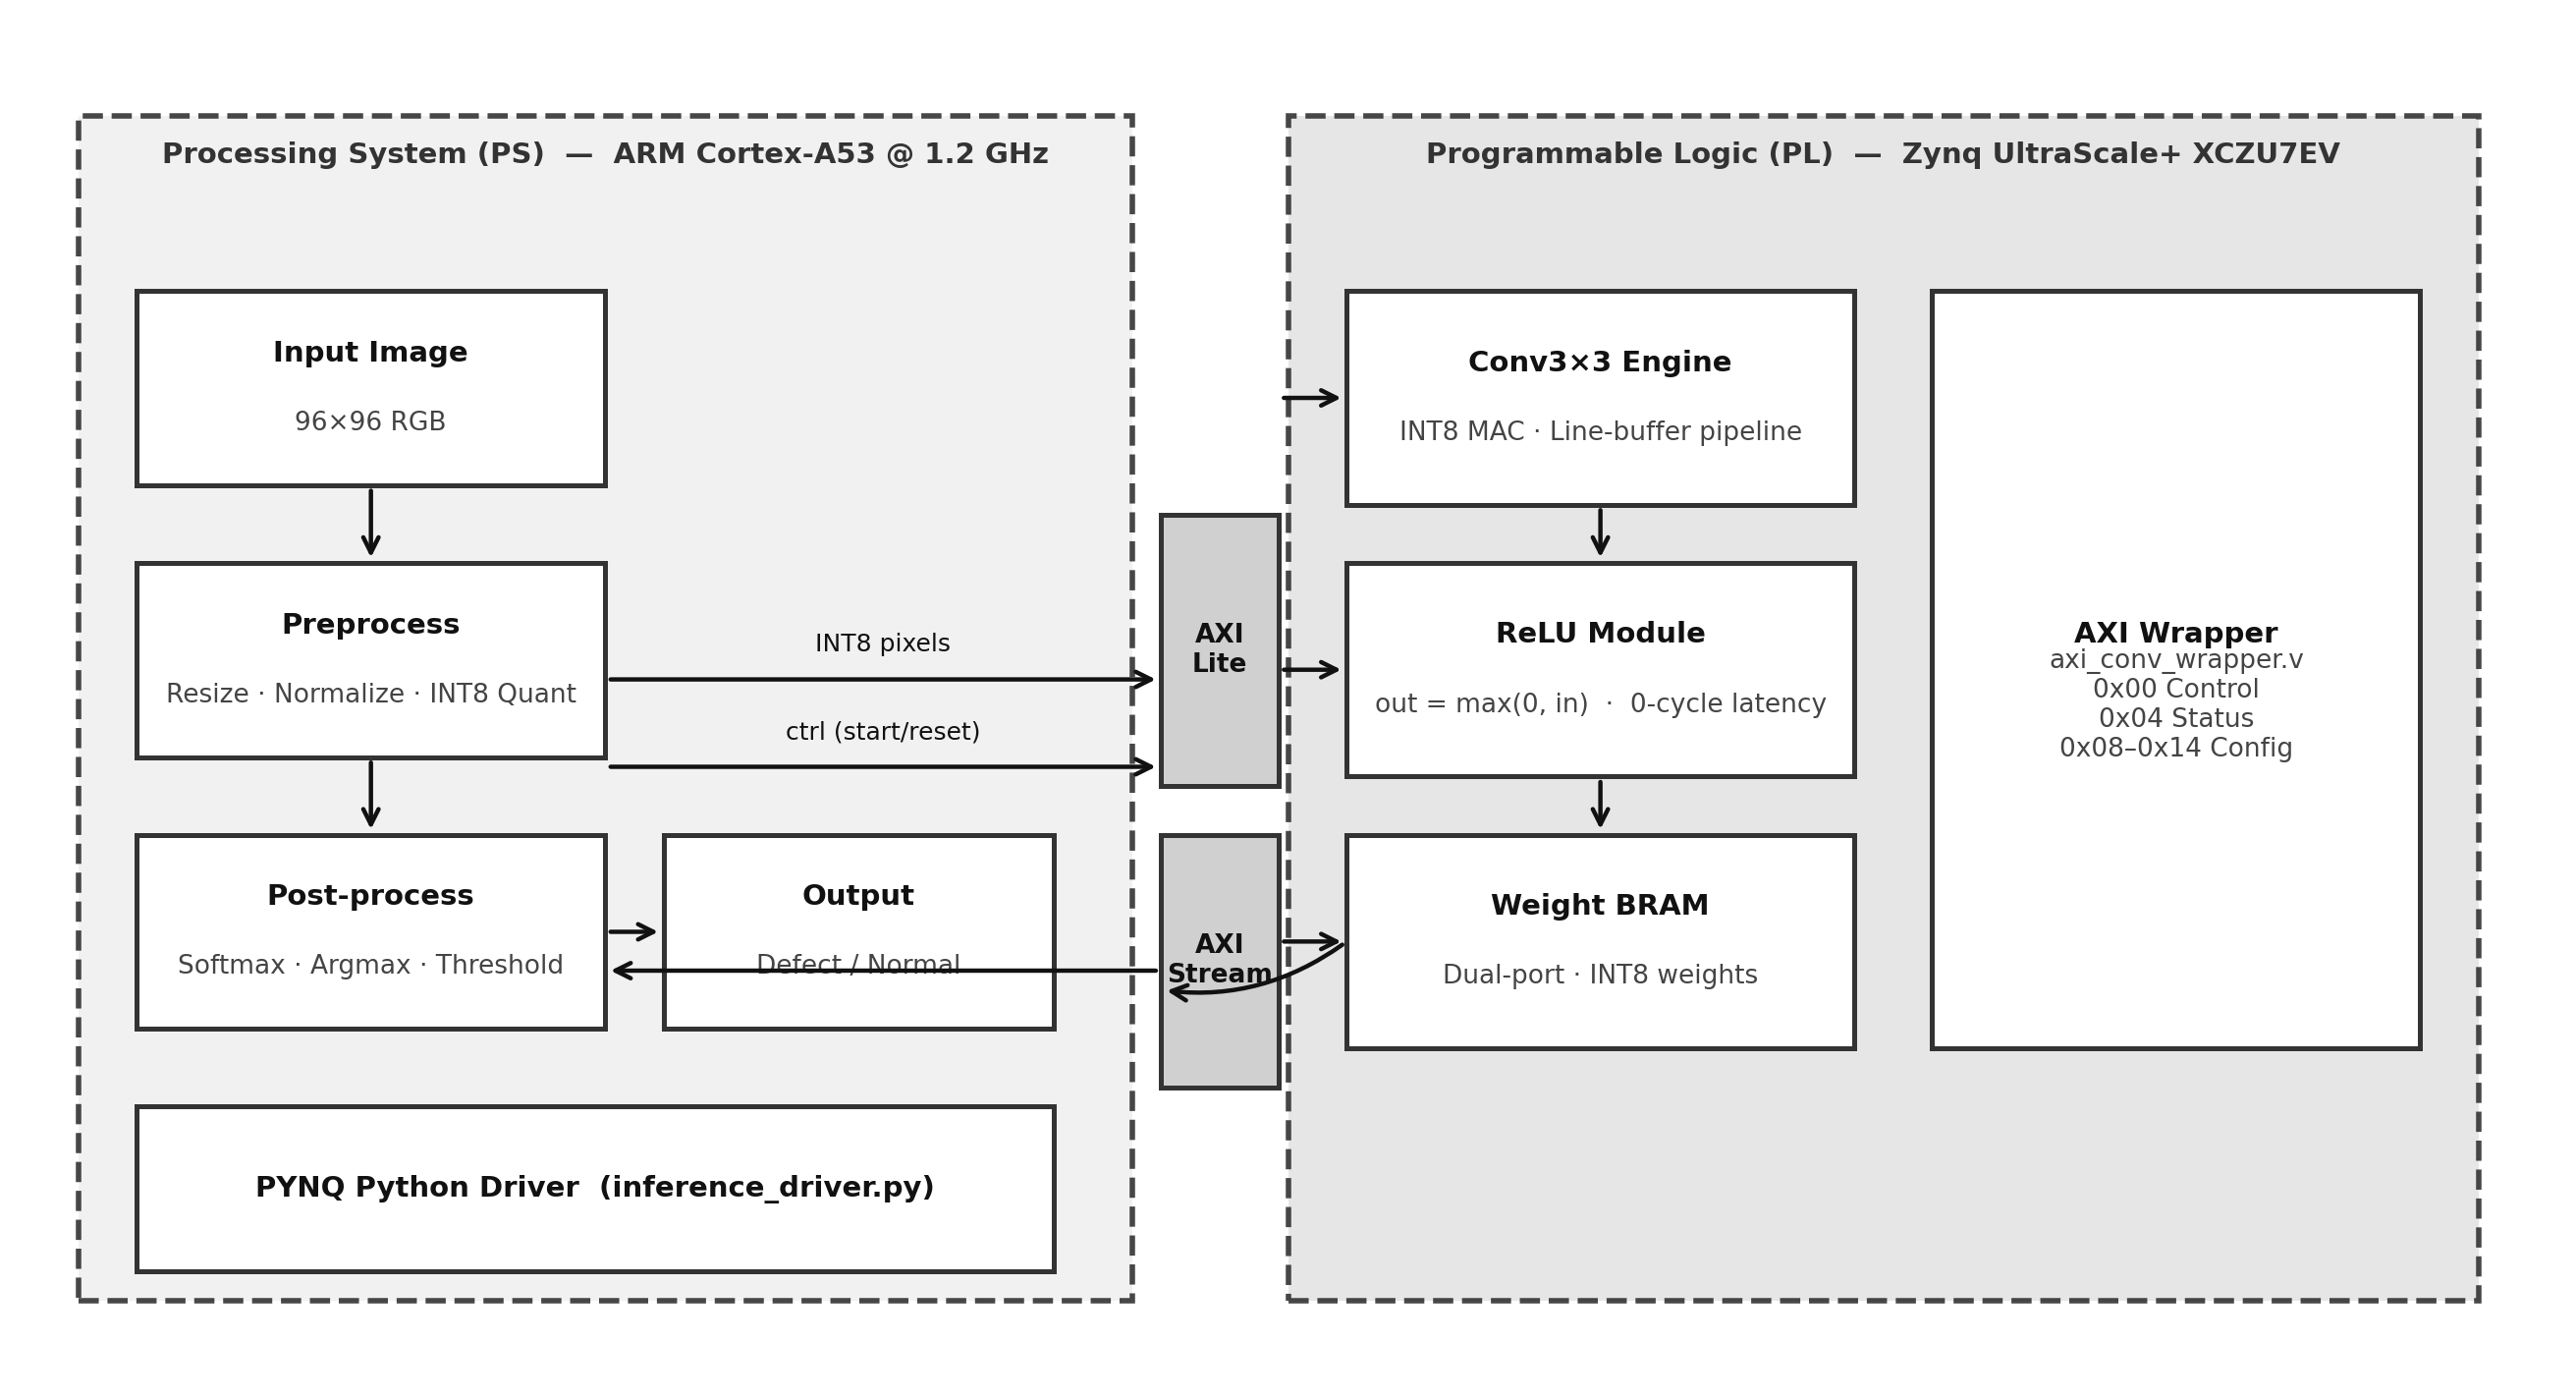 Processing System (PS) — ARM Cortex-A53 @ 1.2 GHz
Input Image
96×96 RGB
Preprocess
Resize · Normalize · INT8 Quant
INT8 pixels
ctrl (start/reset)
Post-process
Softmax · Argmax · Threshold
Output
Defect / Normal
PYNQ Python Driver (inference_driver.py)
AXI
Lite
AXI
Stream
Programmable Logic (PL) — Zynq UltraScale+ XCZU7EV
Conv3×3 Engine
INT8 MAC · Line-buffer pipeline
ReLU Module
out = max(0, in) · 0-cycle latency
Weight BRAM
Dual-port · INT8 weights
AXI Wrapper
axi_conv_wrapper.v
0x00 Control
0x04 Status
0x08–0x14 Config